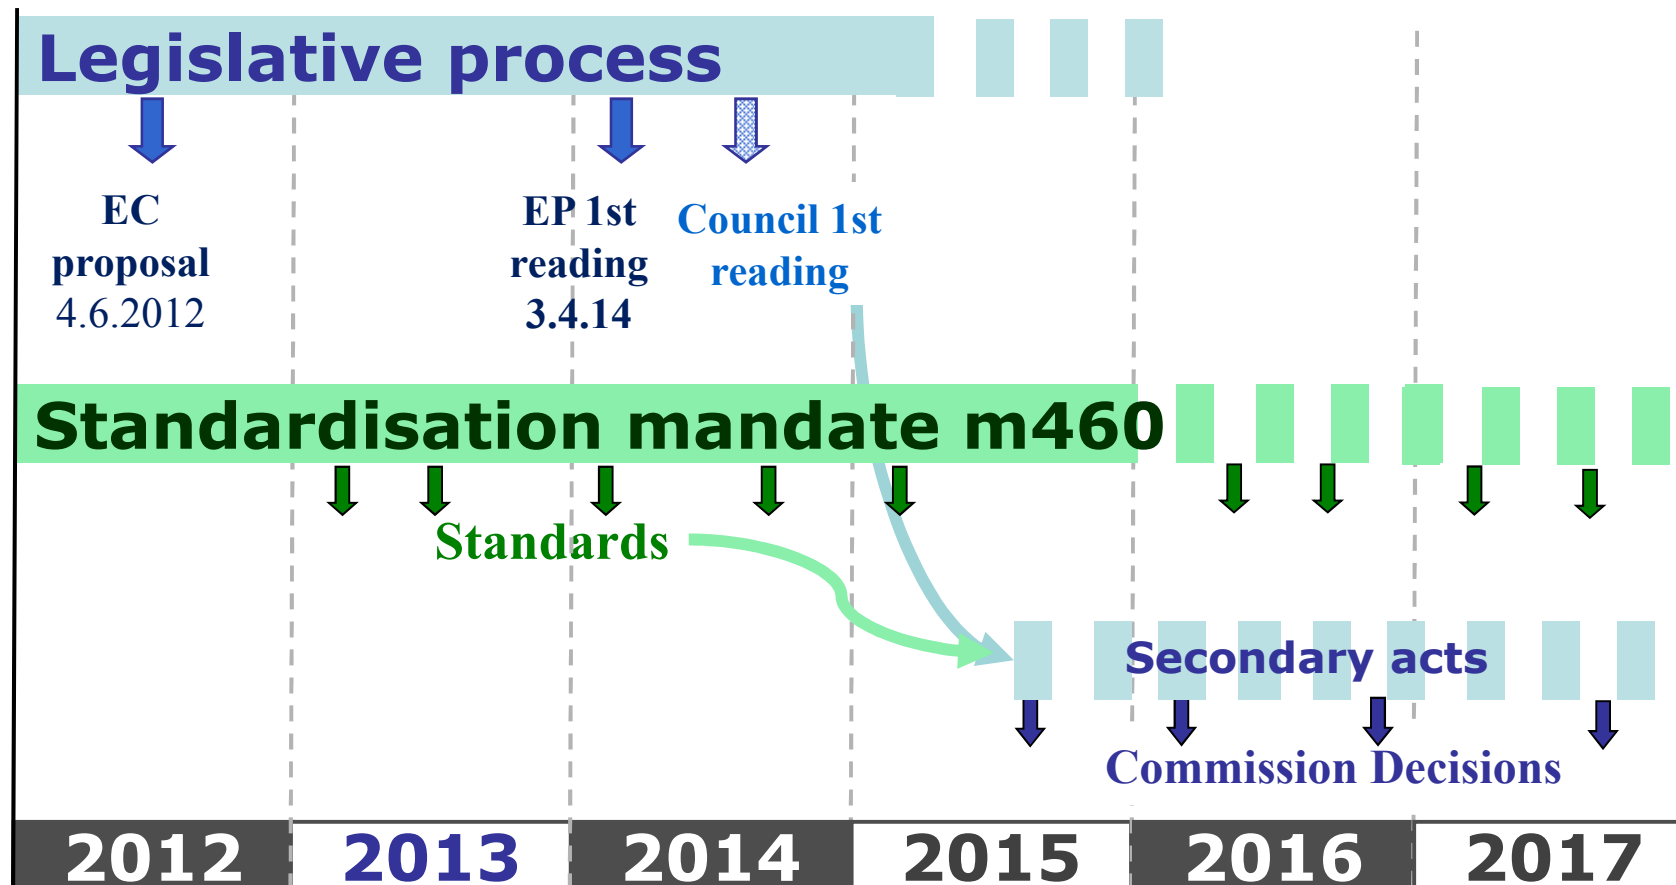 Legislative process
EC
proposal
4.6.2012
EP 1st
reading
3.4.14
Council 1st
reading
Standardisation mandate m460
Standards
Secondary acts
Commission Decisions
2012
2013
2014
2015
2016
2017